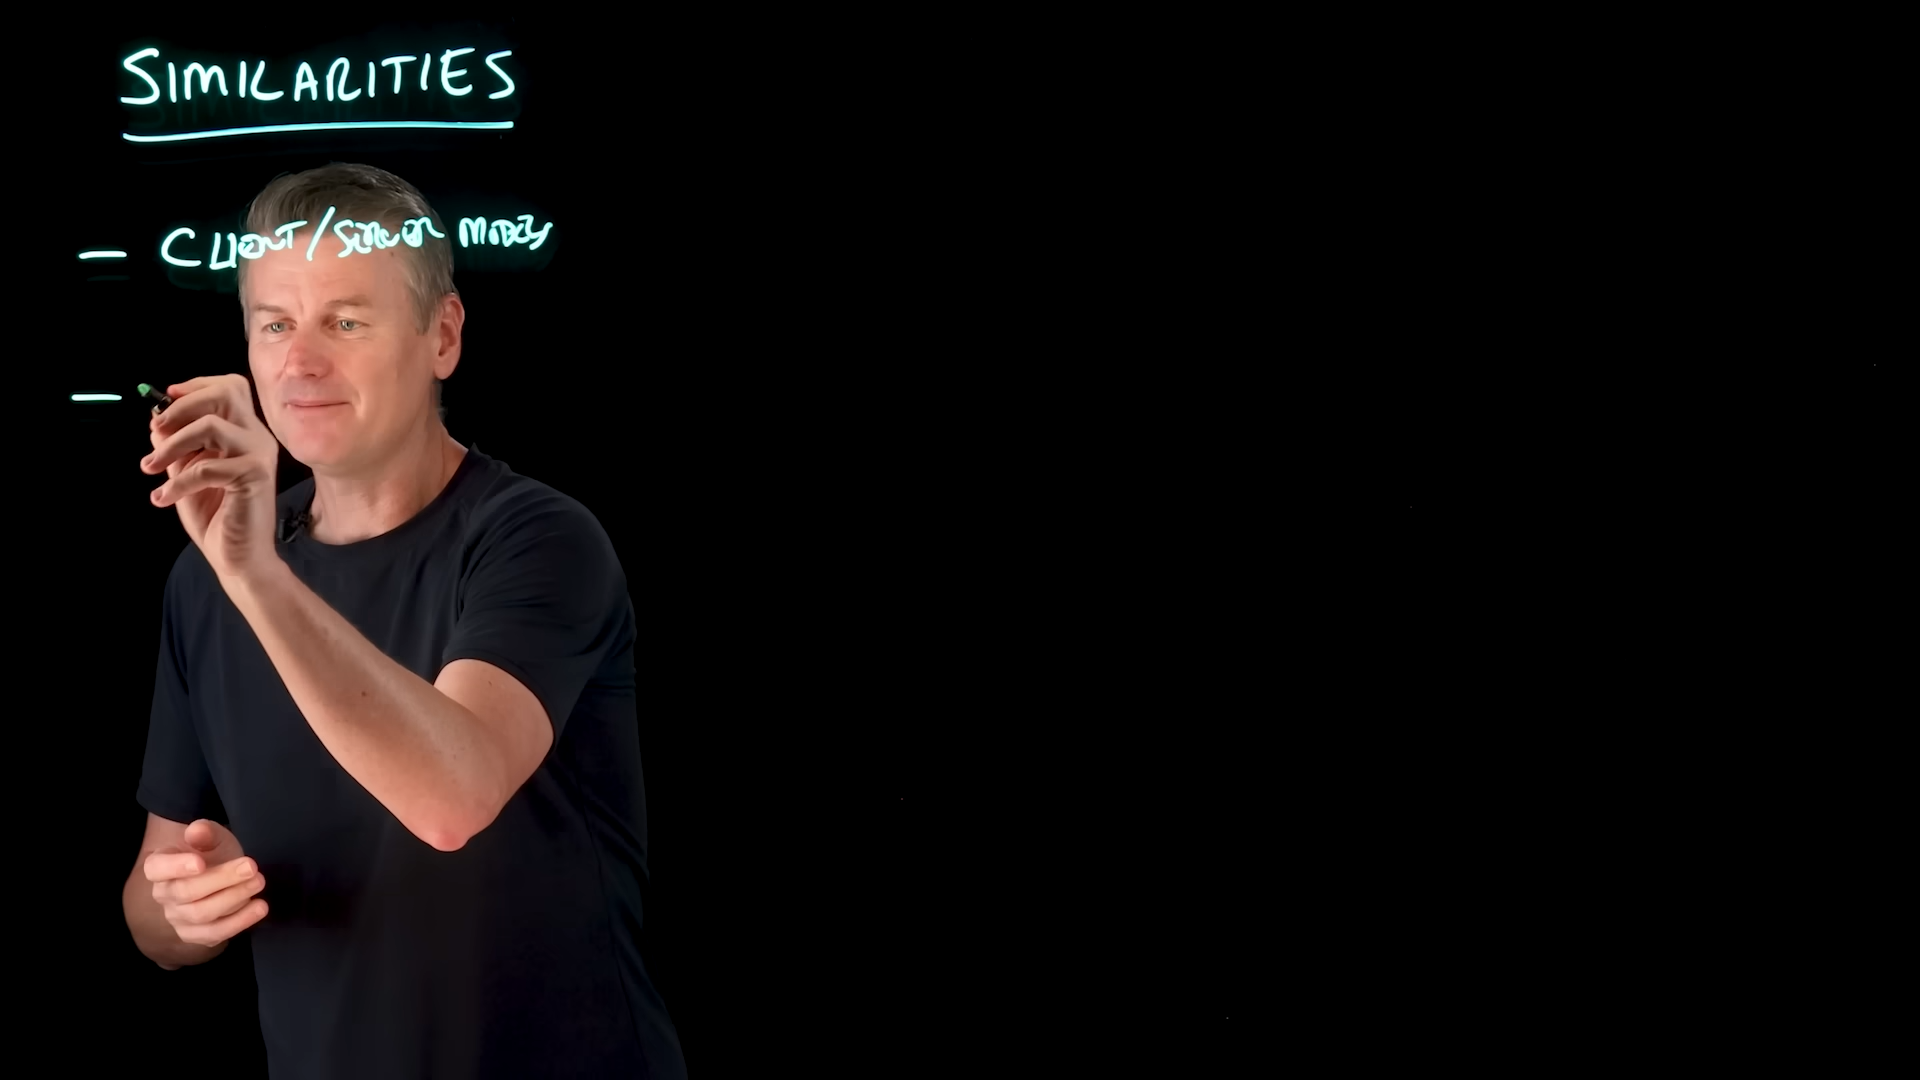 SIMILARITIES
– CLIENT/SERVER MODELS
–